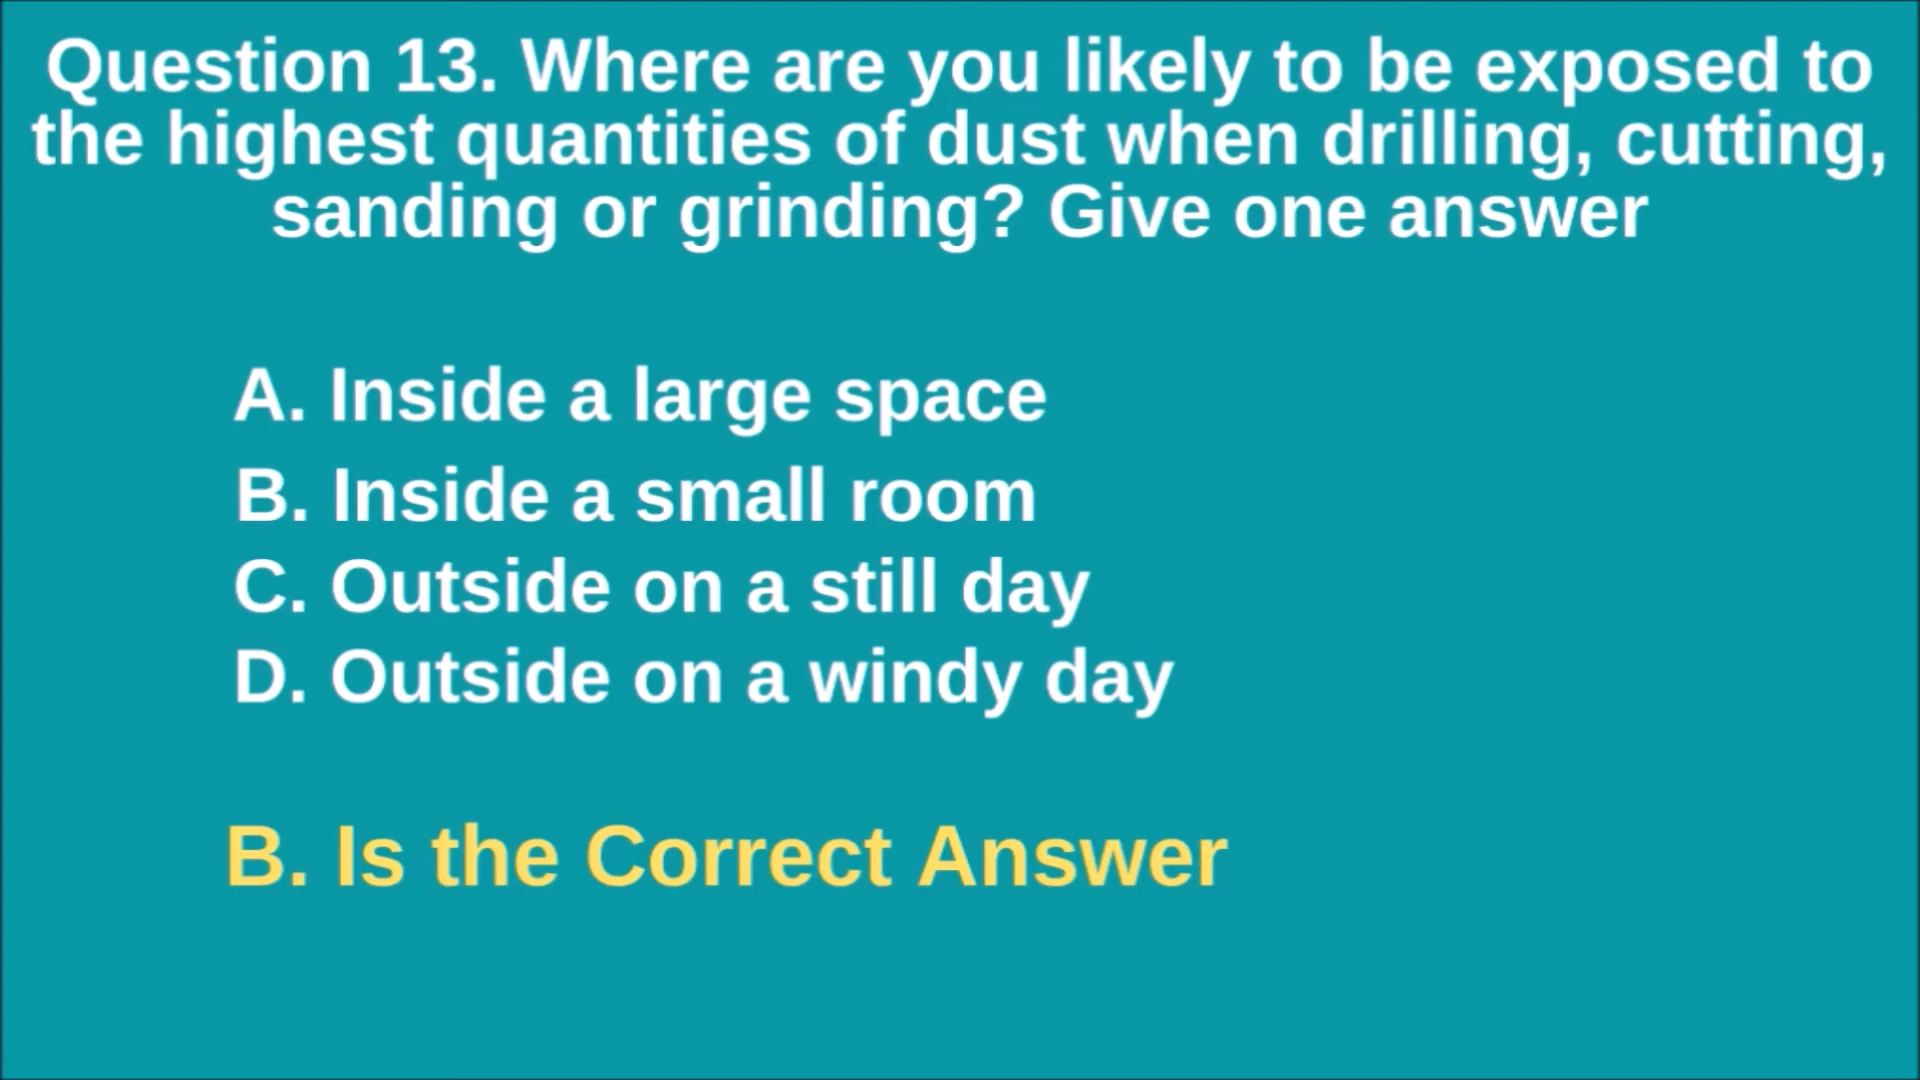 Question 13. Where are you likely to be exposed to
the highest quantities of dust when drilling, cutting,
sanding or grinding? Give one answer
A. Inside a large space
B. Inside a small room
C. Outside on a still day
D. Outside on a windy day
B. Is the Correct Answer